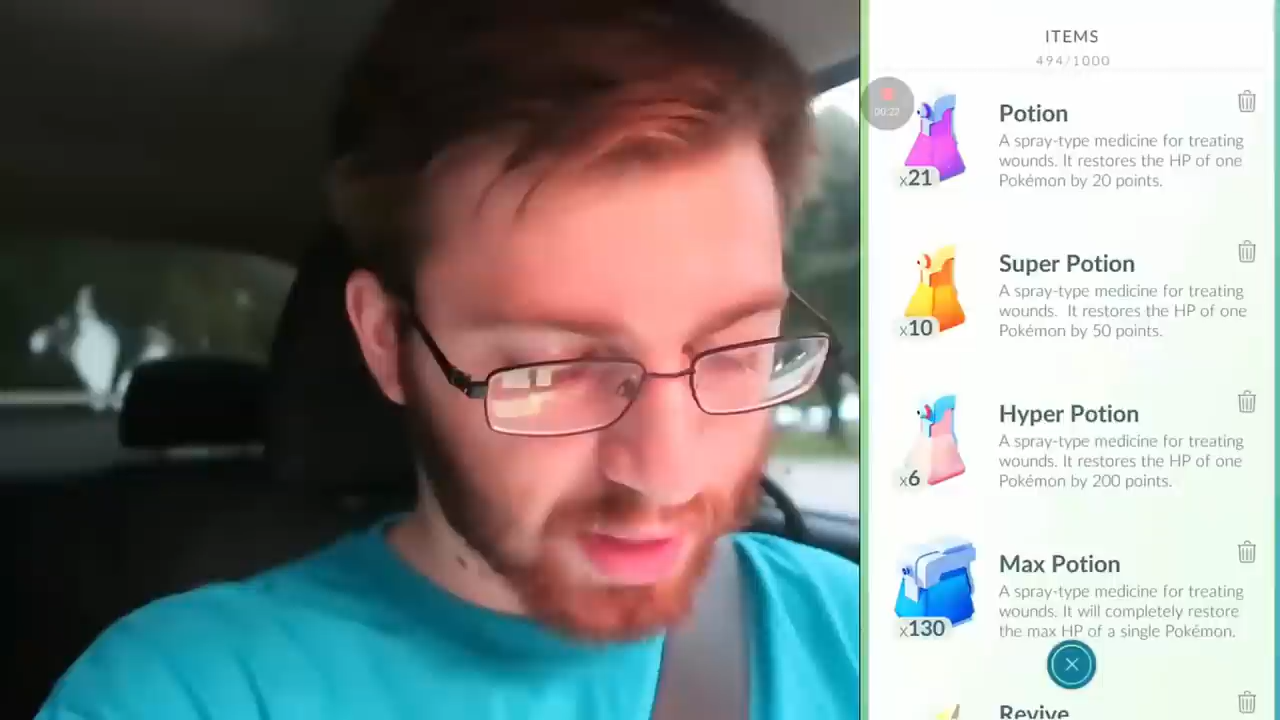 ITEMS
494/1000
00:27
Potion
A spray-type medicine for treating
wounds. It restores the HP of one
Pokémon by 20 points.
x21
Super Potion
A spray-type medicine for treating
wounds. It restores the HP of one
Pokémon by 50 points.
x10
Hyper Potion
A spray-type medicine for treating
wounds. It restores the HP of one
Pokémon by 200 points.
x6
Max Potion
A spray-type medicine for treating
wounds. It will completely restore
the max HP of a single Pokémon.
x130
Revive